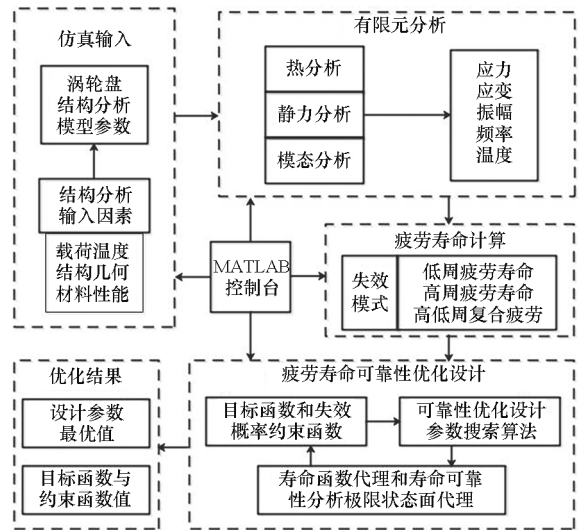 仿真输入
涡轮盘
结构分析
模型参数
结构分析
输入因素
载荷温度
结构几何
材料性能
有限元分析
热分析
静力分析
模态分析
应力
应变
振幅
频率
温度
MATLAB
控制台
疲劳寿命计算
失效
模式
低周疲劳寿命
高周疲劳寿命
高低周复合疲劳
疲劳寿命可靠性优化设计
目标函数和失效
概率约束函数
可靠性优化设计
参数搜索算法
寿命函数代理和寿命可靠
性分析极限状态面代理
优化结果
设计参数
最优值
目标函数与
约束函数值